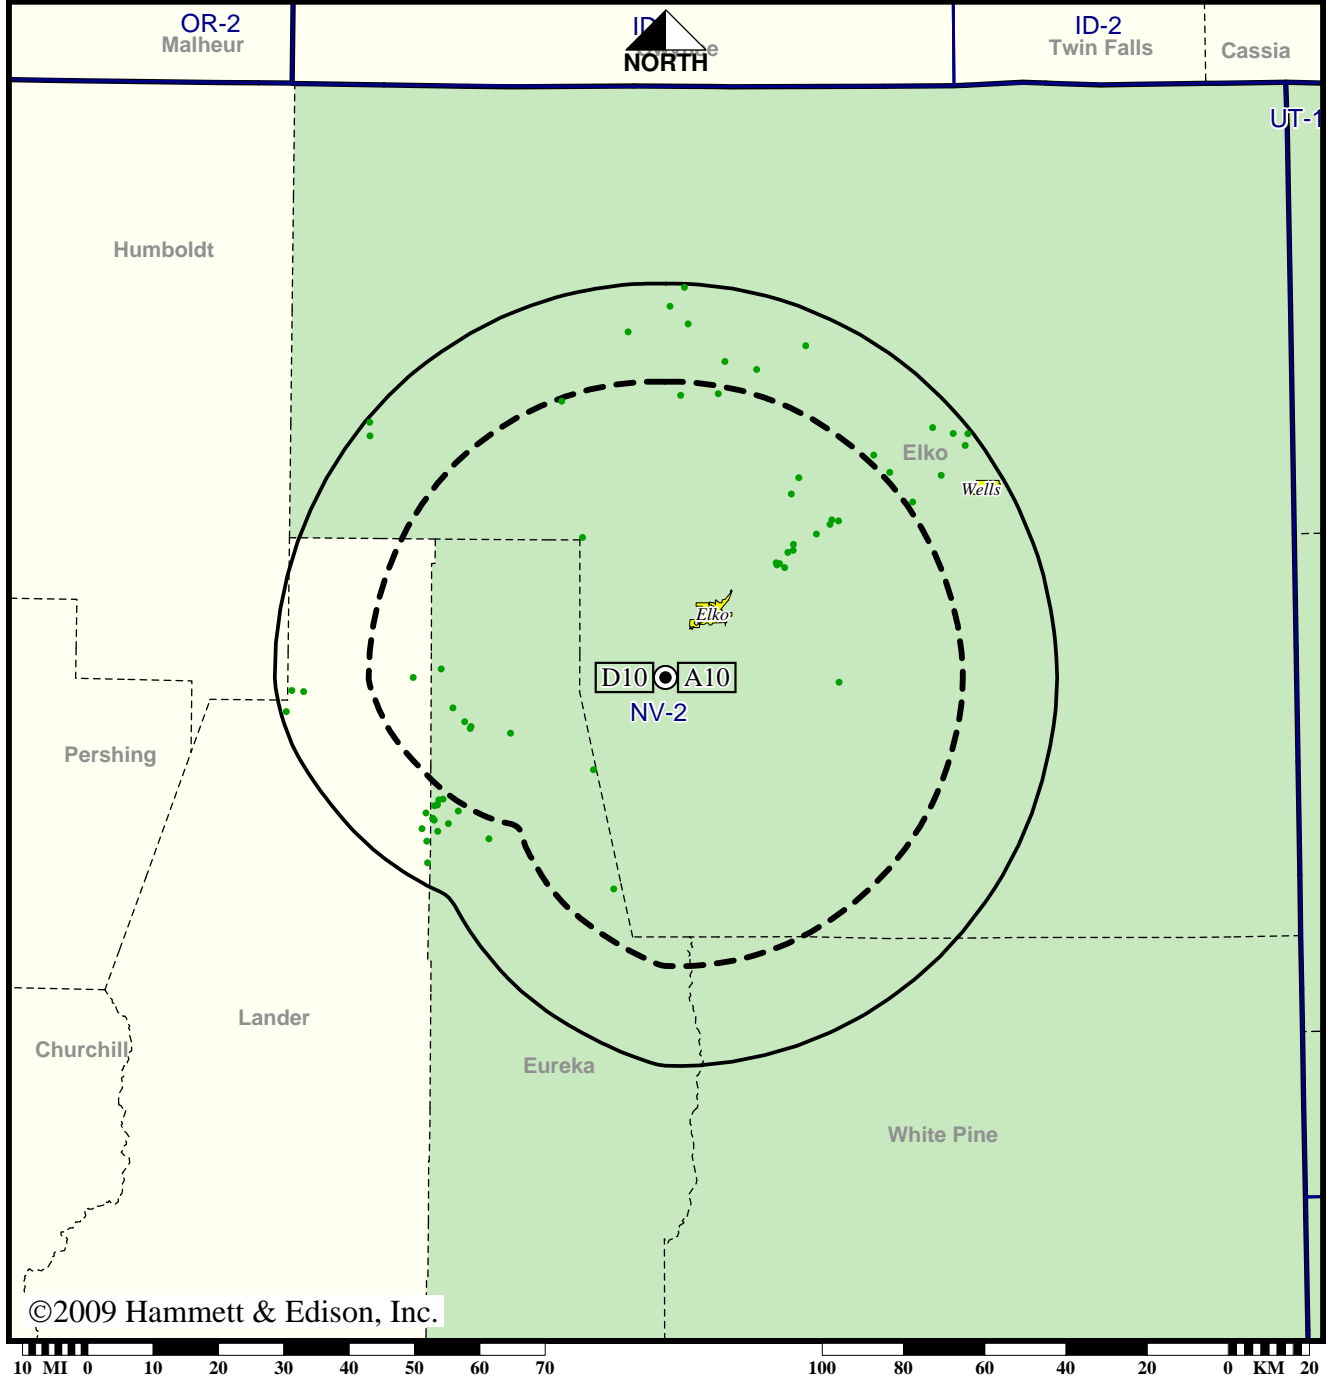 OR-2
Malheur
NORTH
ID-2
Twin Falls
Cassia
UT-1
Humboldt
Elko
Wells
Elko
D10 A10
NV-2
Pershing
Lander
Churchill
Eureka
White Pine
©2009 Hammett & Edison, Inc.
10 MI 0 10 20 30 40 50 60 70 100 80 60 40 20 0 KM 20